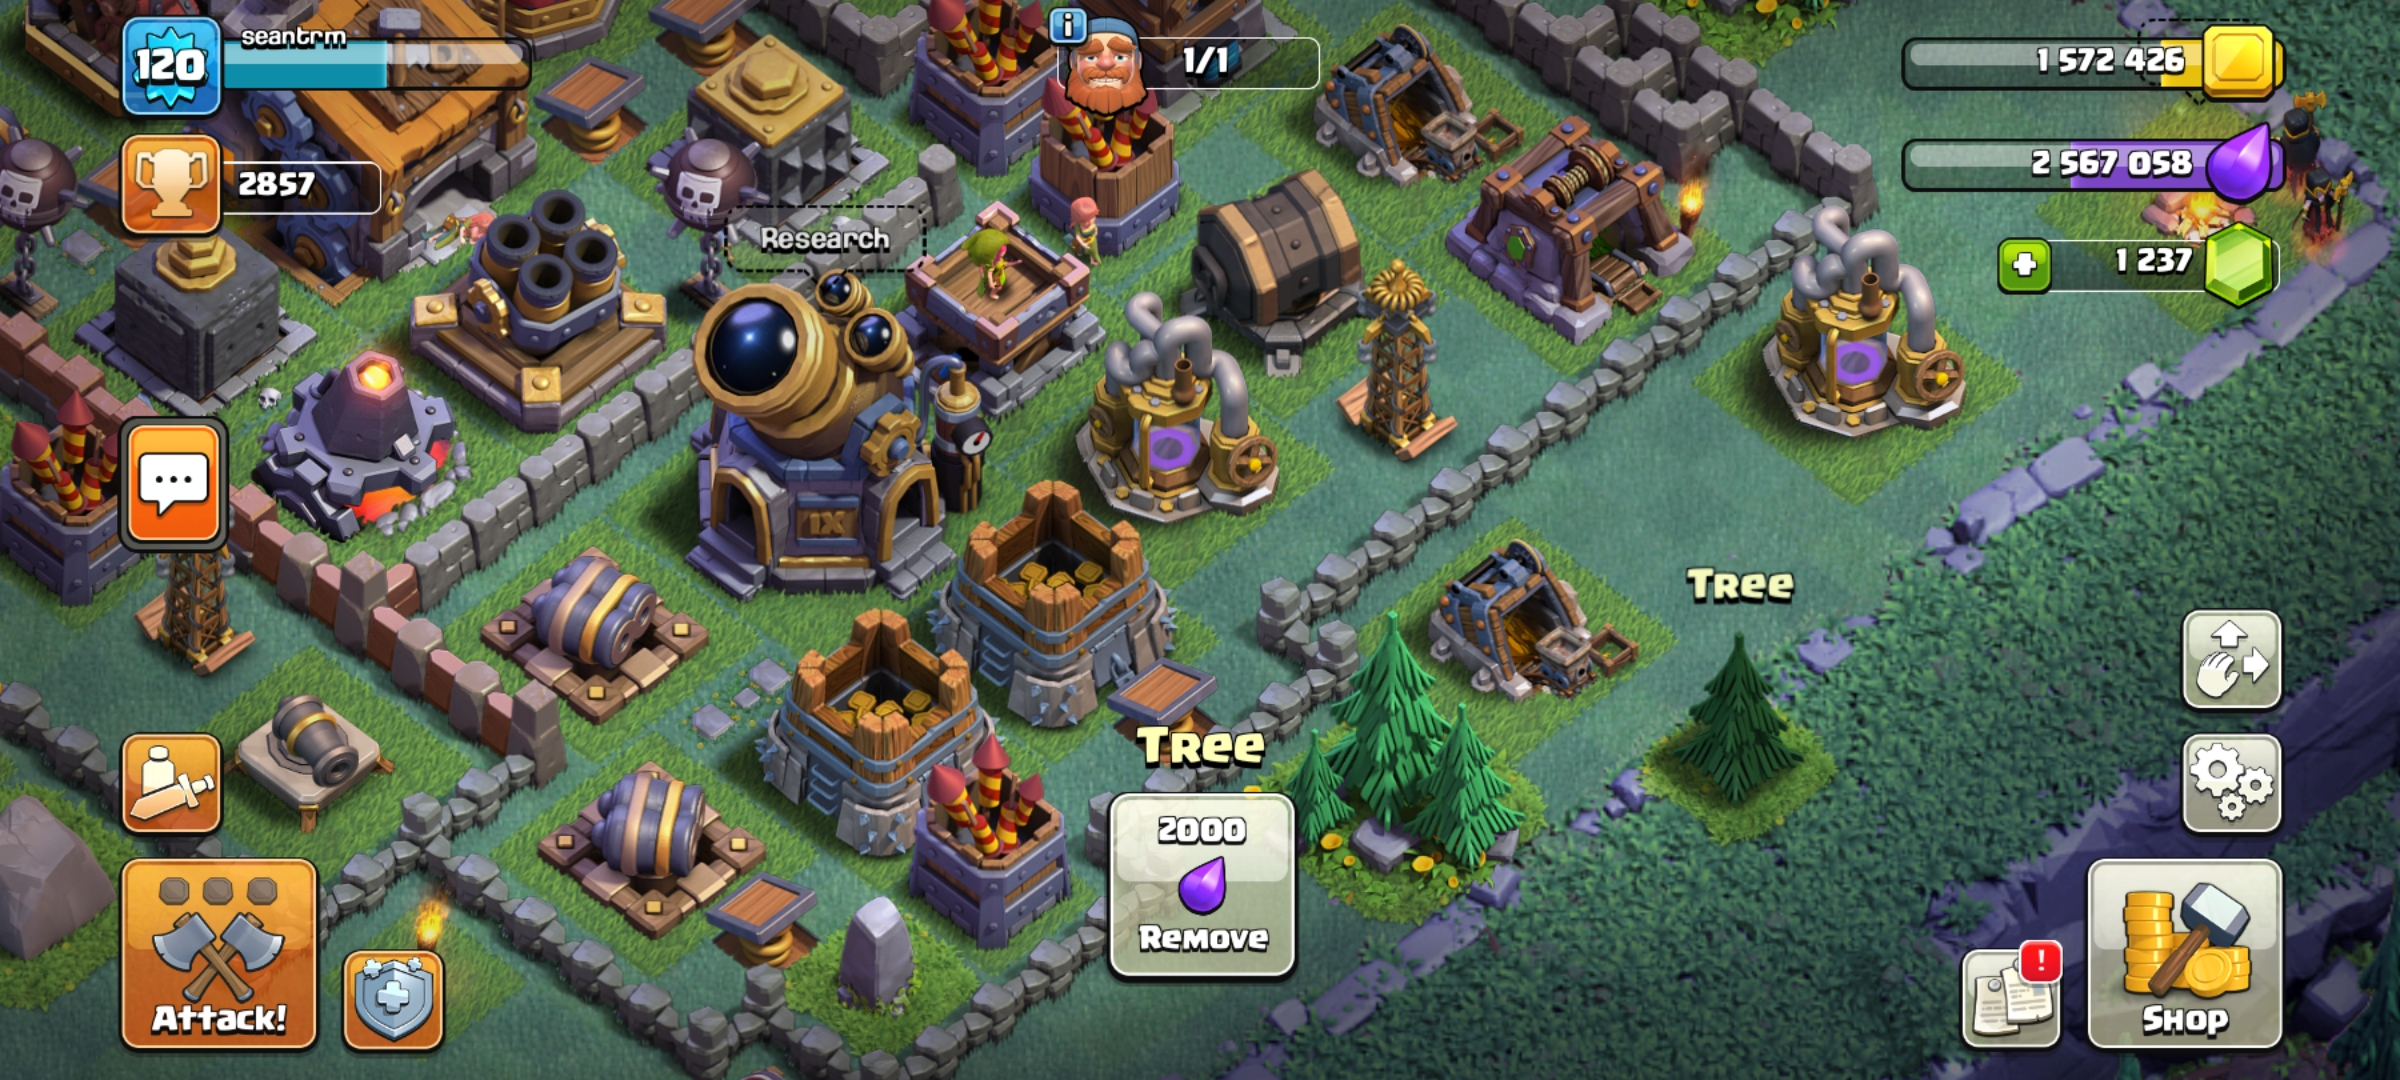 120
seantrm
i
1/1
1 572 426
2857
2 567 058
Research
1 237
IX
Tree
Tree
2000
Remove
Attack!
!
Shop